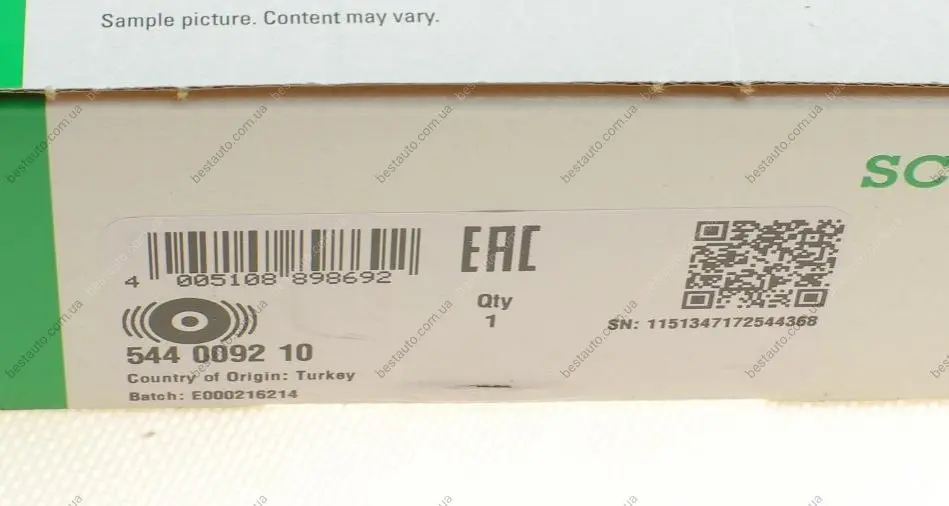 Sample picture. Content may vary.
SC
4 005108 898692
EAC
Qty
1
SN: 1151347172544368
544 0092 10
Country of Origin: Turkey
Batch: E000216214
bestauto.com.ua